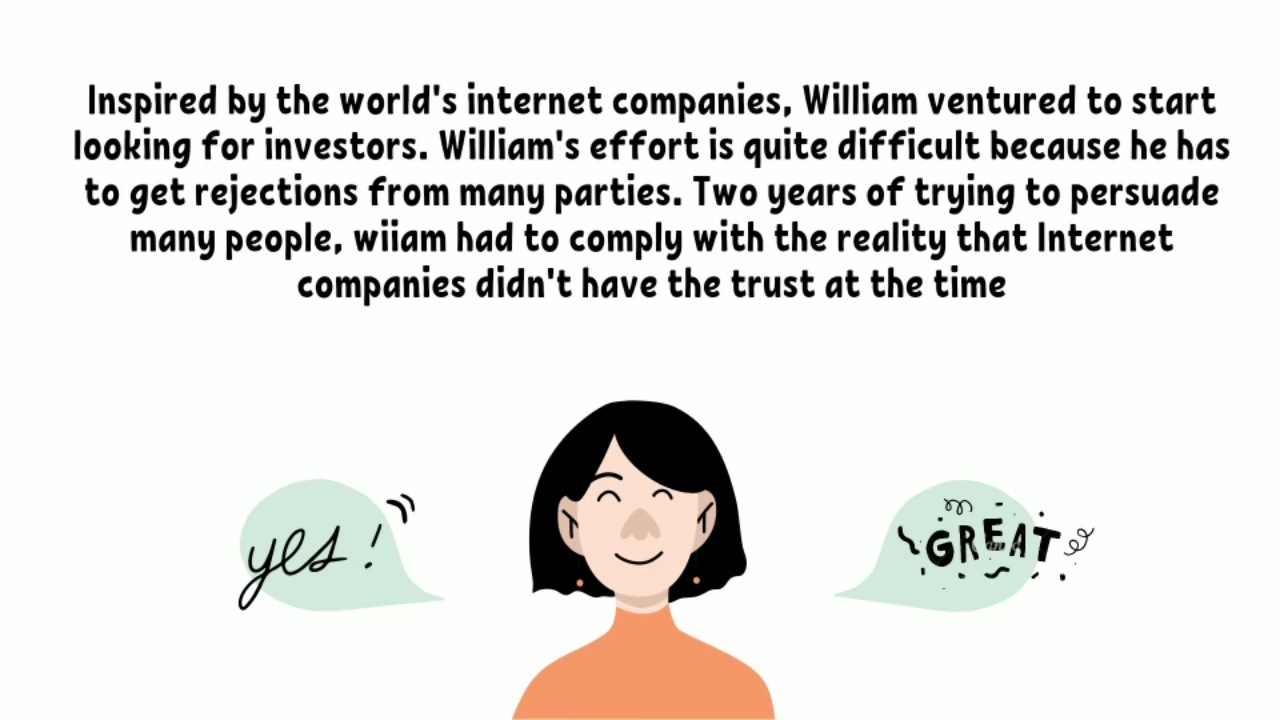 Inspired by the world's internet companies, William ventured to start
looking for investors. William's effort is quite difficult because he has
to get rejections from many parties. Two years of trying to persuade
many people, wiiam had to comply with the reality that Internet
companies didn't have the trust at the time
yes!
GREAT